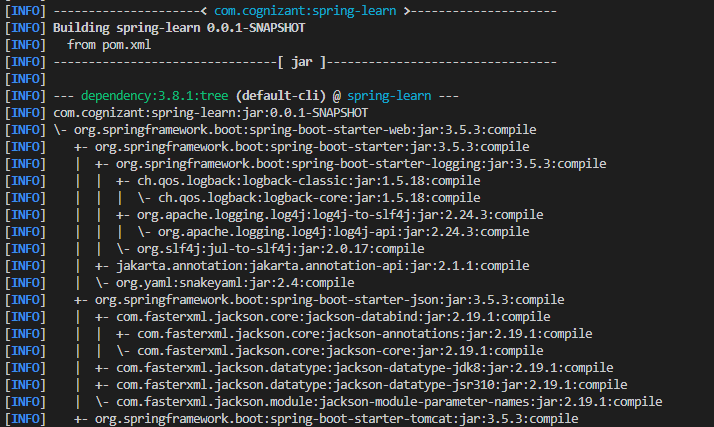 [INFO] --------------------< com.cognizant:spring-learn >--------------------
[INFO] Building spring-learn 0.0.1-SNAPSHOT
[INFO]   from pom.xml
[INFO] --------------------------------[ jar ]---------------------------------
[INFO]
[INFO] --- dependency:3.8.1:tree (default-cli) @ spring-learn ---
[INFO] com.cognizant:spring-learn:jar:0.0.1-SNAPSHOT
[INFO] \- org.springframework.boot:spring-boot-starter-web:jar:3.5.3:compile
[INFO]    +- org.springframework.boot:spring-boot-starter:jar:3.5.3:compile
[INFO]    |  +- org.springframework.boot:spring-boot-starter-logging:jar:3.5.3:compile
[INFO]    |  |  +- ch.qos.logback:logback-classic:jar:1.5.18:compile
[INFO]    |  |  |  \- ch.qos.logback:logback-core:jar:1.5.18:compile
[INFO]    |  |  +- org.apache.logging.log4j:log4j-to-slf4j:jar:2.24.3:compile
[INFO]    |  |  |  \- org.apache.logging.log4j:log4j-api:jar:2.24.3:compile
[INFO]    |  |  \- org.slf4j:jul-to-slf4j:jar:2.0.17:compile
[INFO]    |  +- jakarta.annotation:jakarta.annotation-api:jar:2.1.1:compile
[INFO]    |  \- org.yaml:snakeyaml:jar:2.4:compile
[INFO]    +- org.springframework.boot:spring-boot-starter-json:jar:3.5.3:compile
[INFO]    |  +- com.fasterxml.jackson.core:jackson-databind:jar:2.19.1:compile
[INFO]    |  |  +- com.fasterxml.jackson.core:jackson-annotations:jar:2.19.1:compile
[INFO]    |  |  \- com.fasterxml.jackson.core:jackson-core:jar:2.19.1:compile
[INFO]    |  +- com.fasterxml.jackson.datatype:jackson-datatype-jdk8:jar:2.19.1:compile
[INFO]    |  +- com.fasterxml.jackson.datatype:jackson-datatype-jsr310:jar:2.19.1:compile
[INFO]    |  \- com.fasterxml.jackson.module:jackson-module-parameter-names:jar:2.19.1:compile
[INFO]    +- org.springframework.boot:spring-boot-starter-tomcat:jar:3.5.3:compile